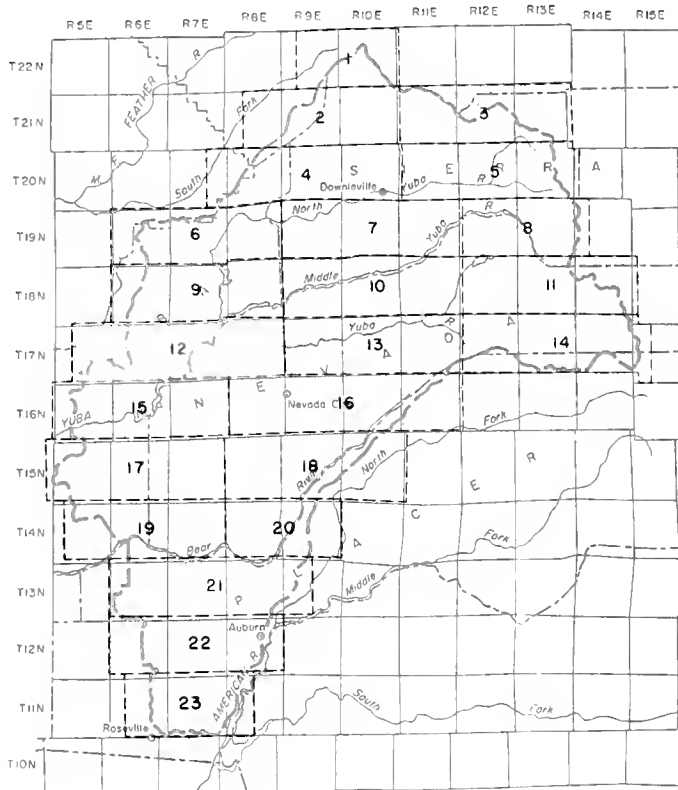 R5E R6E R7E R8E R9E R10E R11E R12E R13E R14E R15E
T22N
FEATHER R
Fork
T21N 2 3
T20N M F South 4 S E R R A 5
Downieville Yuba R
T19N 6 North 7 Yuba R 8
T18N 9 Middle 10 11
T17N 12 Yuba 13 14
U B A
T16N YUBA 15 N E V A D A
Nevada C 16
T15N 17 18 River North Fork
T14N 19 Bear 20 Fork
T13N 21 Middle
P L A C E R
T12N 22 Auburn
T11N 23 AMERICAN R South Fork
Roseville
T10N